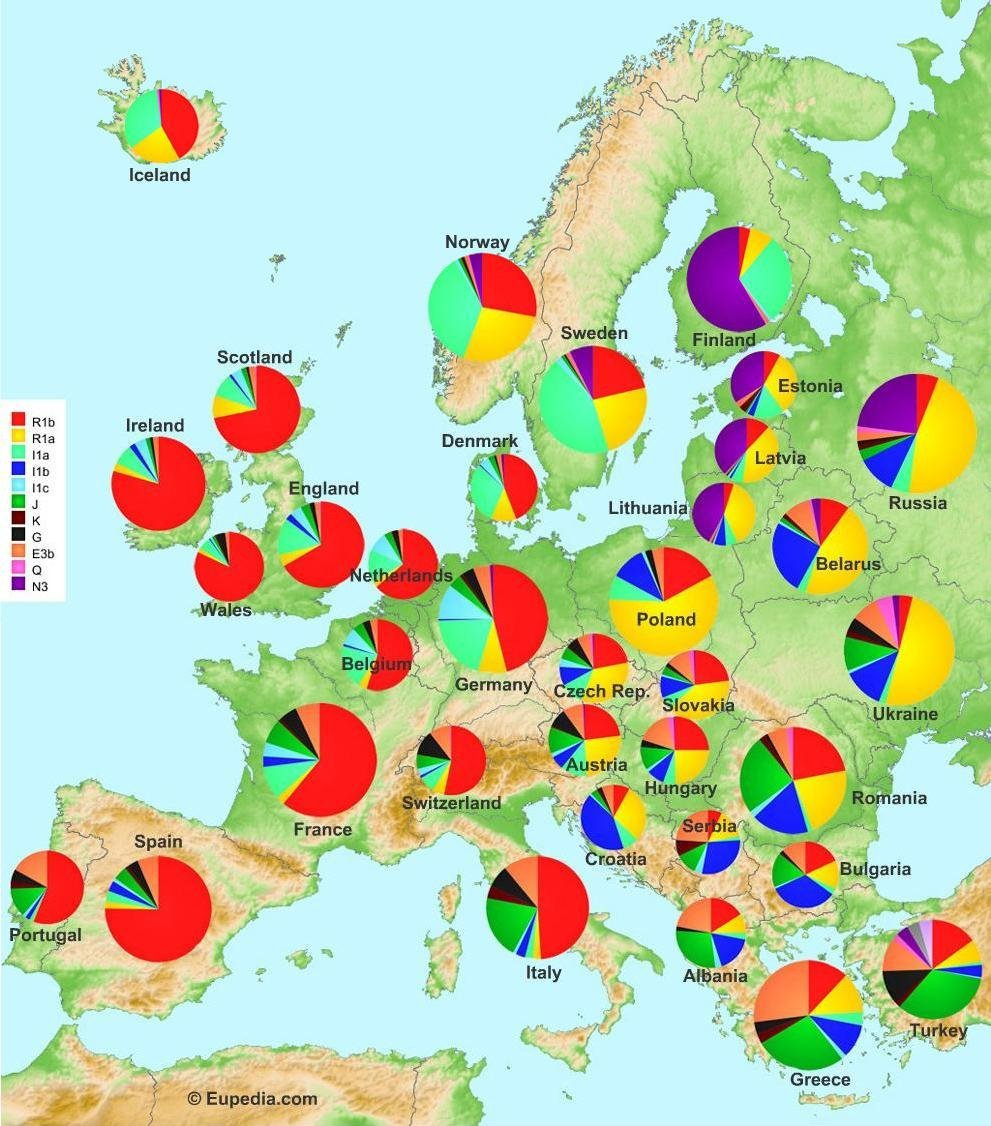 Iceland
Norway
Sweden
Finland
Scotland
Estonia
Ireland
Denmark
Latvia
R1b
R1a
I1a
I1b
I1c
J
K
G
E3b
Q
N3
England
Lithuania
Russia
Netherlands
Belarus
Wales
Poland
Belgium
Germany
Czech Rep.
Slovakia
Ukraine
Austria
Hungary
Switzerland
Romania
France
Serbia
Spain
Croatia
Bulgaria
Portugal
Italy
Albania
Turkey
Greece
© Eupedia.com